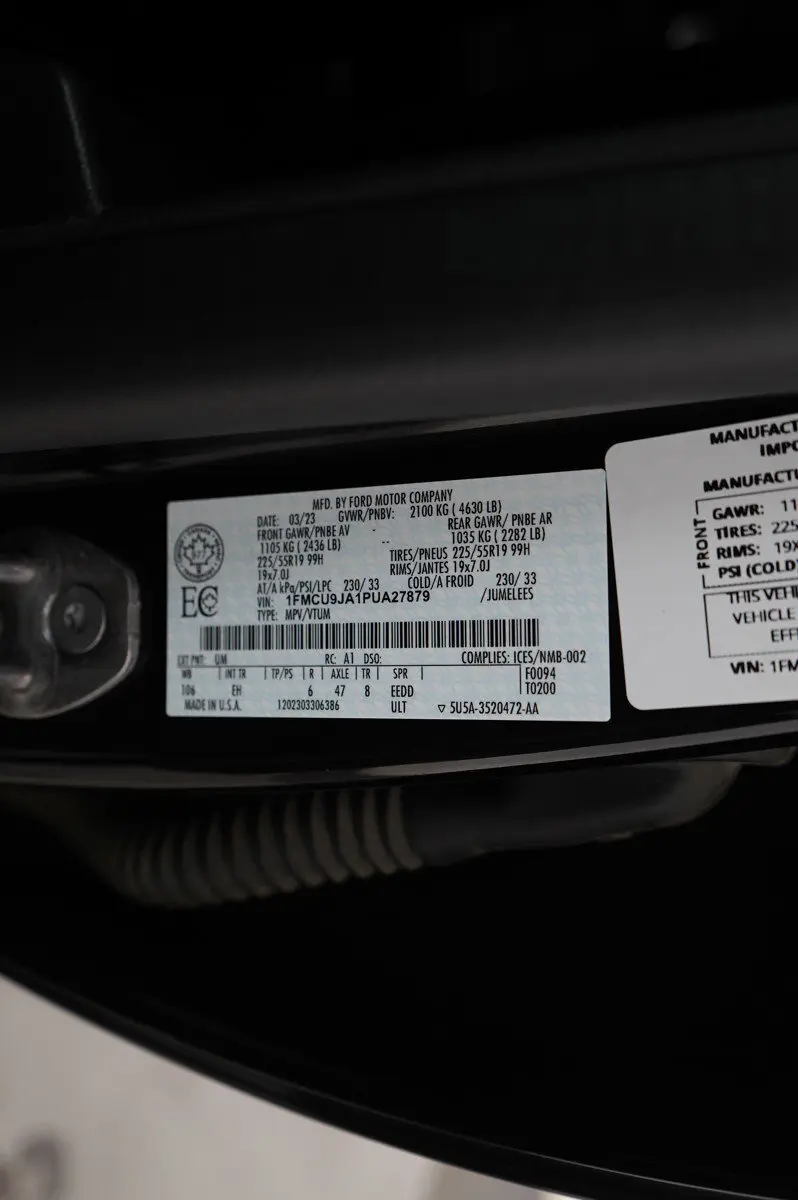 MFD. BY FORD MOTOR COMPANY
DATE: 03/23 GVWR/PNBV: 2100 KG ( 4630 LB)
FRONT GAWR/PNBE AV - REAR GAWR/ PNBE AR
1105 KG ( 2436 LB) -- 1035 KG ( 2282 LB)
225/55R19 99H TIRES/PNEUS 225/55R19 99H
19x7.0J RIMS/JANTES 19x7.0J
AT/A kPa/PSI/LPC 230/ 33 COLD/A FROID 230/ 33
VIN: 1FMCU9JA1PUA27879 /JUMELEES
TYPE: MPV/VTUM
EC
EXT PNT: UM RC: A1 DSO: COMPLIES: ICES/NMB-002
WB INT TR TP/PS R AXLE TR SPR F0094
106 EH 6 47 8 EEDD T0200
MADE IN U.S.A. 1202303306386 ULT ▽ 5U5A-3520472-AA
MANUFACT
IMPO
MANUFACTU
FRONT
GAWR: 11
TIRES: 225
RIMS: 19X
PSI (COLD)
THIS VEHI
VEHICLE
EFFE
VIN: 1FM